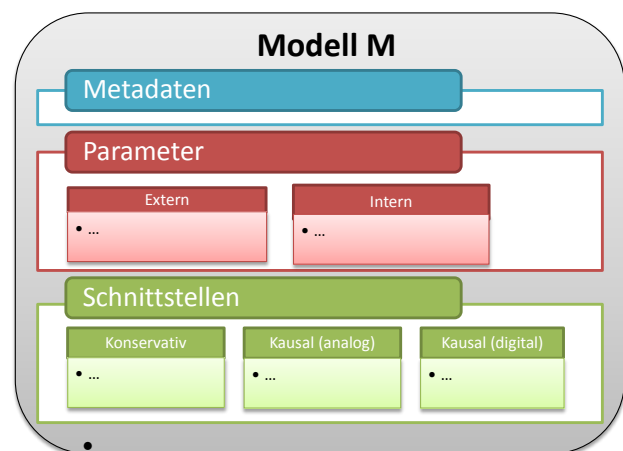 Modell M
Metadaten
Parameter
Extern
• ...
Intern
• ...
Schnittstellen
Konservativ
• ...
Kausal (analog)
• ...
Kausal (digital)
• ...
•